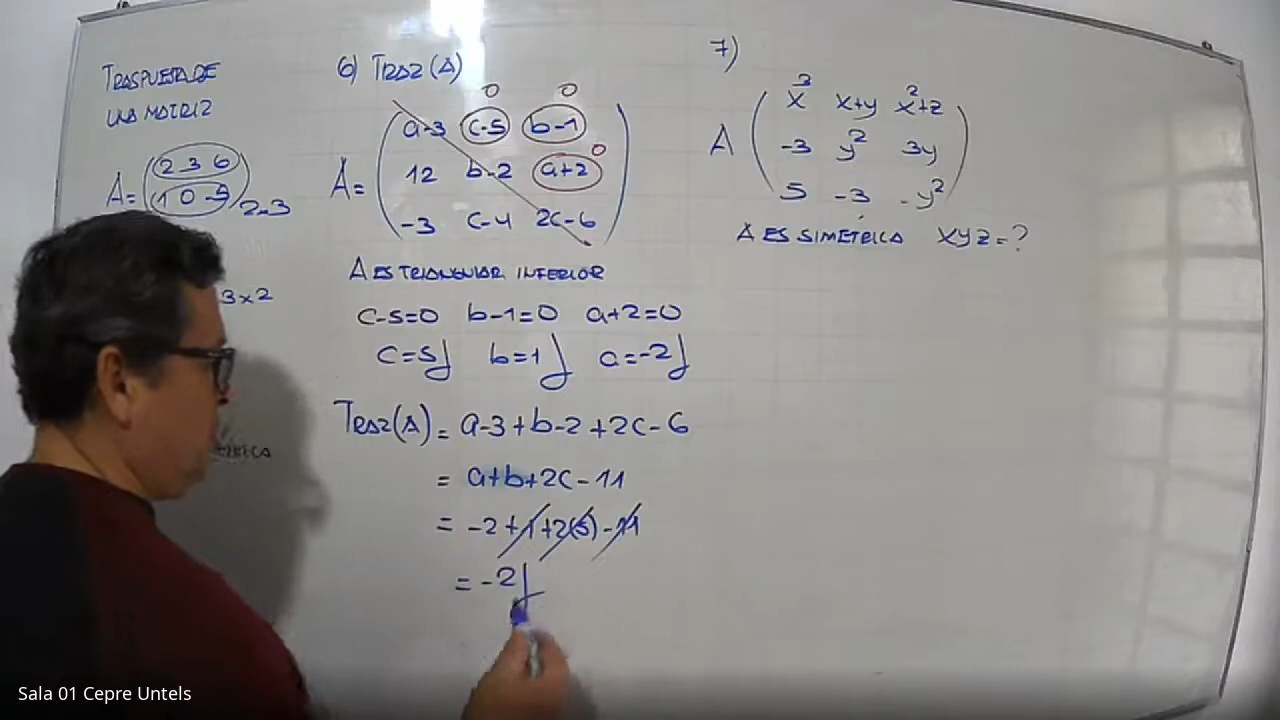 TRASPUESTA DE
UNA MATRIZ
A = (2 3 6
1 0 -5) 2x3
3x2
6) TRAZ(A)
0 0
a-3 c-5 b-1
0
A = 12 b-2 a+2
-3 c-4 2c-6
A ES TRIANGULAR INFERIOR
c-5=0 b-1=0 a+2=0
c=5 b=1 a=-2
TRAZ(A) = a-3+b-2+2c-6
= a+b+2c-11
= -2+1+2(5)-11
= -2
7)
x³ x+y x²+z
A -3 y² 3y
5 -3 -y²
A ES SIMÉTRICA xyz=?
Sala 01 Cepre Untels